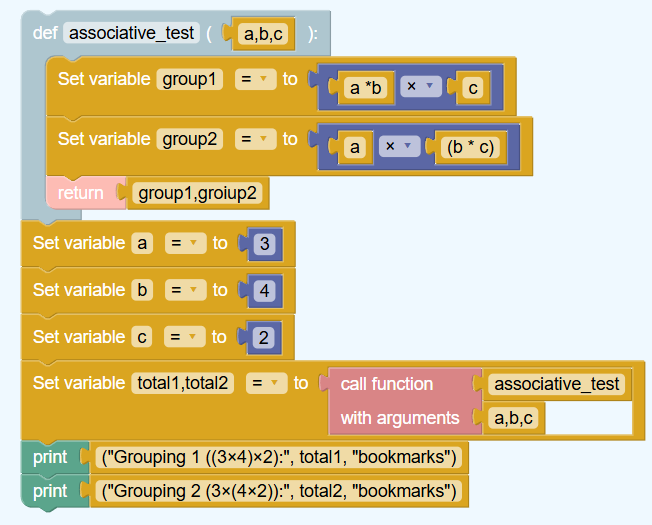 def associative_test ( a,b,c ):
Set variable group1 = to a *b × c
Set variable group2 = to a × (b * c)
return group1,groiup2
Set variable a = to 3
Set variable b = to 4
Set variable c = to 2
Set variable total1,total2 = to call function associative_test
with arguments a,b,c
print ("Grouping 1 ((3×4)×2):", total1, "bookmarks")
print ("Grouping 2 (3×(4×2)):", total2, "bookmarks")